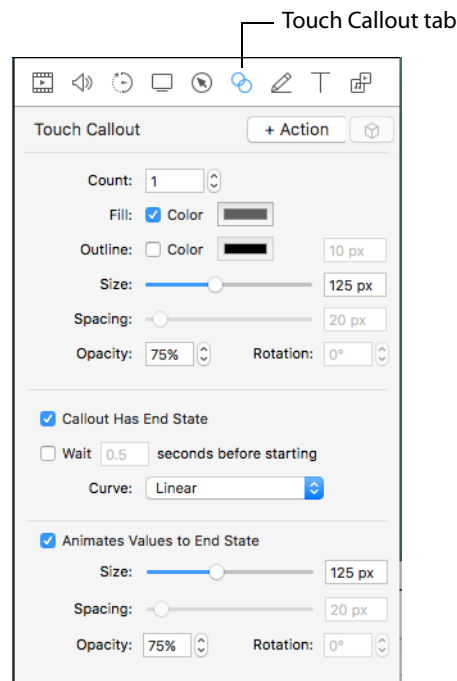 Touch Callout tab
Touch Callout + Action
Count: 1
Fill: Color
Outline: Color 10 px
Size: 125 px
Spacing: 20 px
Opacity: 75% Rotation: 0°
Callout Has End State
Wait 0.5 seconds before starting
Curve: Linear
Animates Values to End State
Size: 125 px
Spacing: 20 px
Opacity: 75% Rotation: 0°